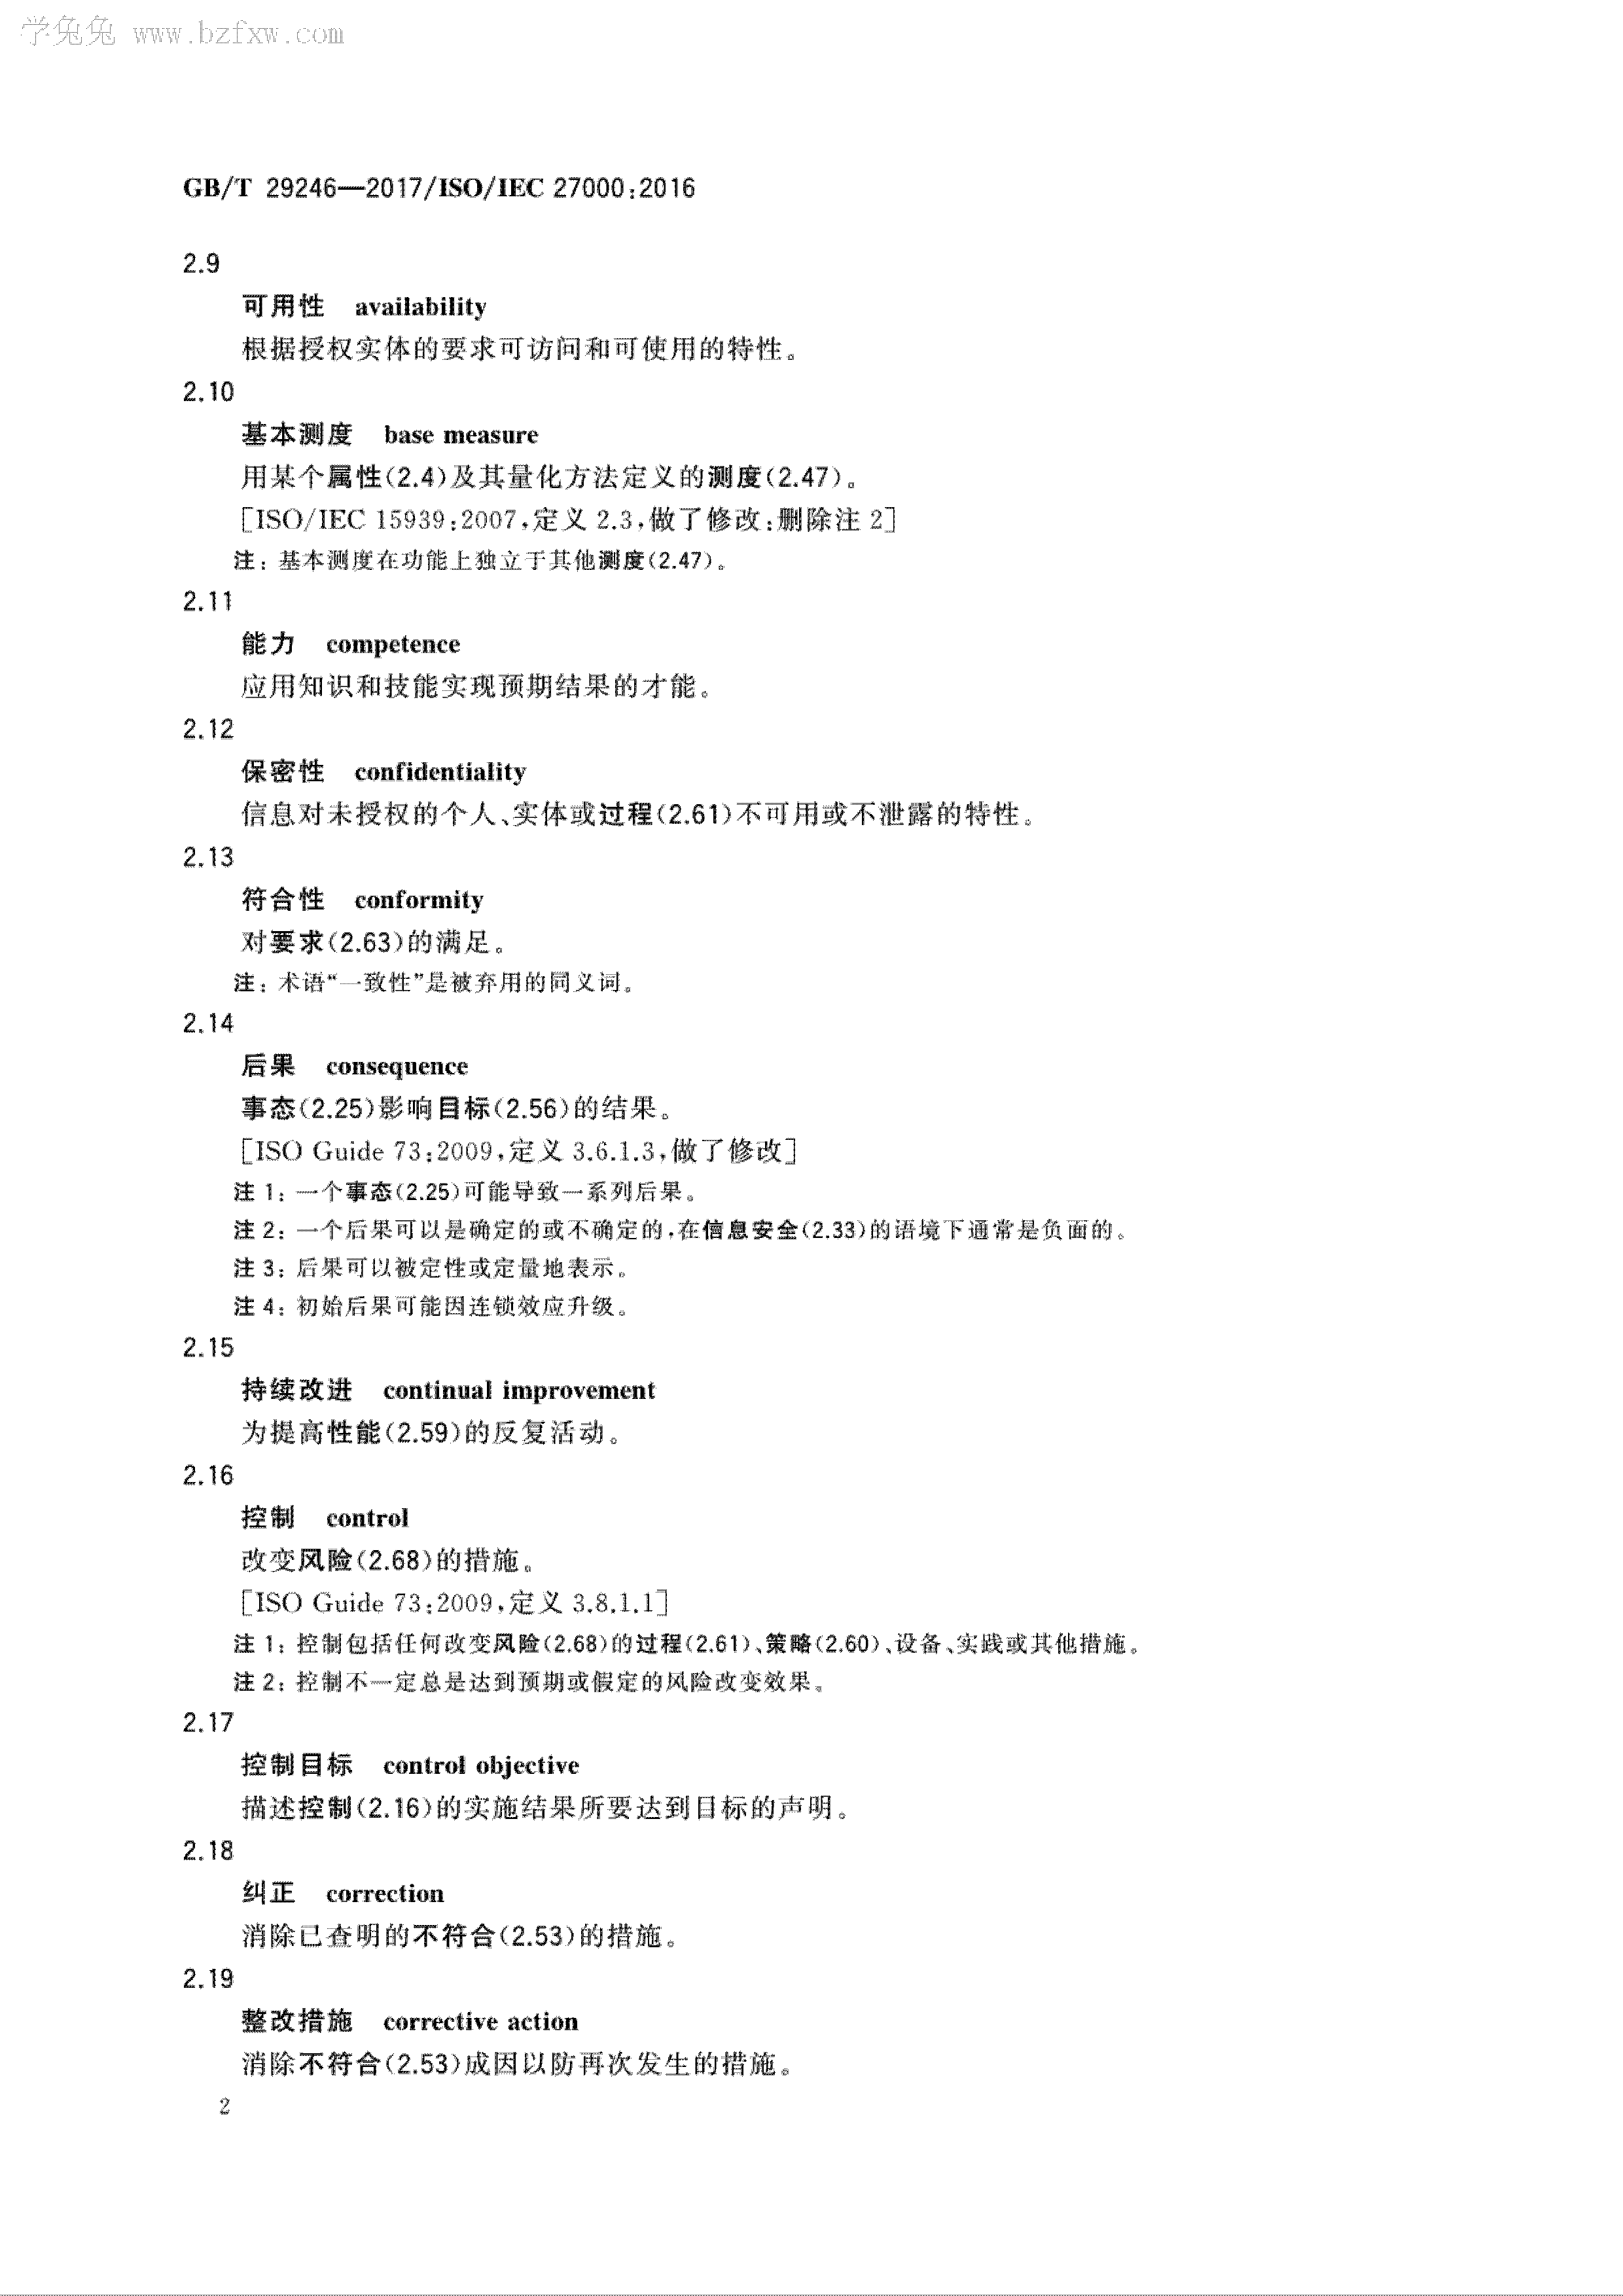 学兔兔 www.bzfxw.com
GB/T 29246—2017/ISO/IEC 27000:2016
2.9
可用性 availability
根据授权实体的要求可访问和可使用的特性。
2.10
基本测度 base measure
用某个属性(2.4)及其量化方法定义的测度(2.47)。
[ISO/IEC 15939:2007,定义 2.3,做了修改:删除注 2]
注:基本测度在功能上独立于其他测度(2.47)。
2.11
能力 competence
应用知识和技能实现预期结果的才能。
2.12
保密性 confidentiality
信息对未授权的个人、实体或过程(2.61)不可用或不泄露的特性。
2.13
符合性 conformity
对要求(2.63)的满足。
注:术语“一致性”是被弃用的同义词。
2.14
后果 consequence
事态(2.25)影响目标(2.56)的结果。
[ISO Guide 73:2009,定义 3.6.1.3,做了修改]
注 1:一个事态(2.25)可能导致一系列后果。
注 2:一个后果可以是确定的或不确定的,在信息安全(2.33)的语境下通常是负面的。
注 3:后果可以被定性或定量地表示。
注 4:初始后果可能因连锁效应升级。
2.15
持续改进 continual improvement
为提高性能(2.59)的反复活动。
2.16
控制 control
改变风险(2.68)的措施。
[ISO Guide 73:2009,定义 3.8.1.1]
注 1:控制包括任何改变风险(2.68)的过程(2.61)、策略(2.60)、设备、实践或其他措施。
注 2:控制不一定总是达到预期或假定的风险改变效果。
2.17
控制目标 control objective
描述控制(2.16)的实施结果所要达到目标的声明。
2.18
纠正 correction
消除已查明的不符合(2.53)的措施。
2.19
整改措施 corrective action
消除不符合(2.53)成因以防再次发生的措施。
2